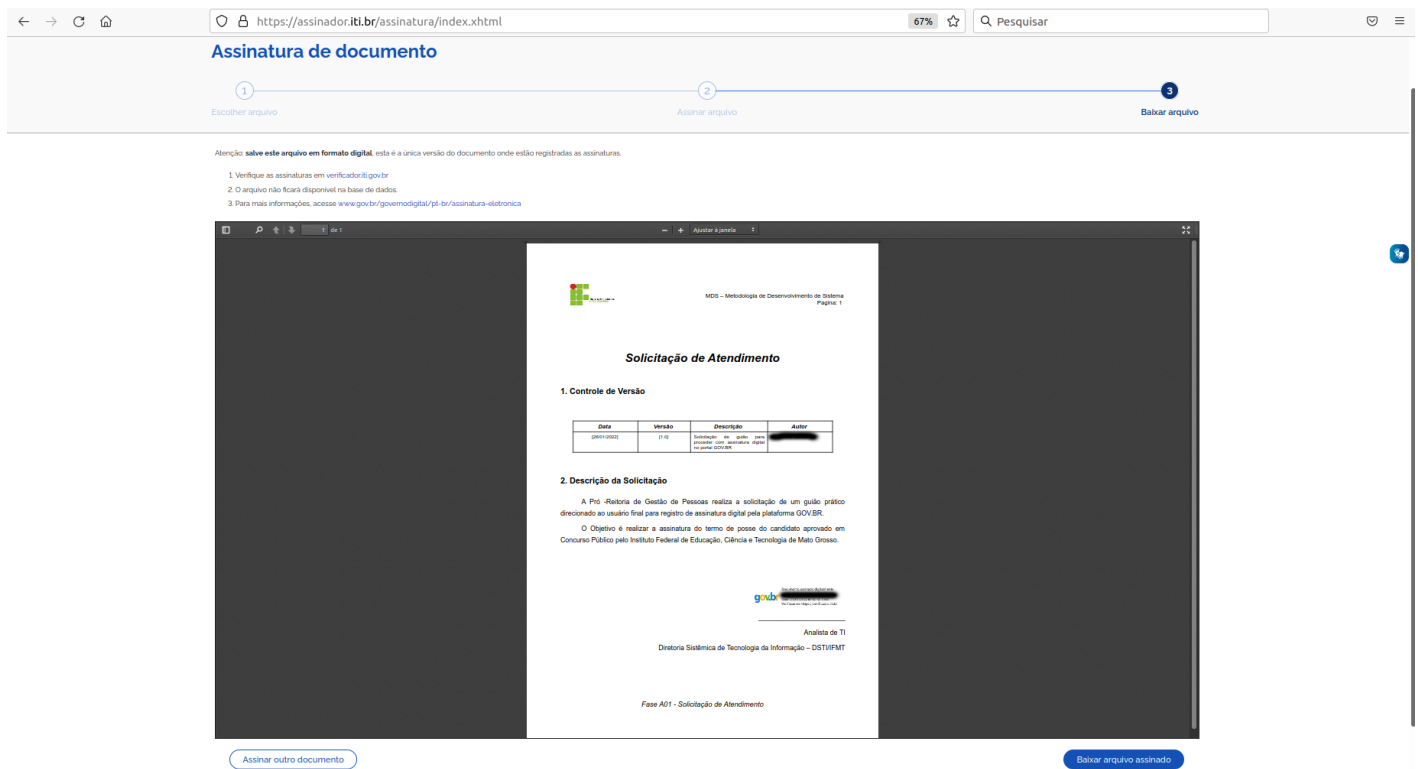 https://assinador.iti.br/assinatura/index.xhtml
67%
Pesquisar
Assinatura de documento
1
2
3
Escolher arquivo
Assinar arquivo
Baixar arquivo
Atenção: salve este arquivo em formato digital, esta é a única versão do documento onde estão registradas as assinaturas.
1. Verifique as assinaturas em verificador.iti.gov.br
2. O arquivo não ficará disponível na base de dados.
3. Para mais informações, acesse www.gov.br/governodigital/pt-br/assinatura-eletronica
1 de 1
Ajustar à janela
MDS – Metodologia de Desenvolvimento de Sistema
Pagina: 1
Solicitação de Atendimento
1. Controle de Versão
Data Versão Descrição Autor
[26/01/2022] [1.0] Solicitação de guião para
proceder com assinatura digital
no portal GOV.BR
2. Descrição da Solicitação
A Pró -Reitoria de Gestão de Pessoas realiza a solicitação de um guião prático
direcionado ao usuário final para registro de assinatura digital pela plataforma GOV.BR.
O Objetivo é realizar a assinatura do termo de posse do candidato aprovado em
Concurso Público pelo Instituto Federal de Educação, Ciência e Tecnologia de Mato Grosso.
gov.br
Analista de TI
Diretoria Sistêmica de Tecnologia da Informação – DSTI/IFMT
Fase A01 - Solicitação de Atendimento
Assinar outro documento
Baixar arquivo assinado